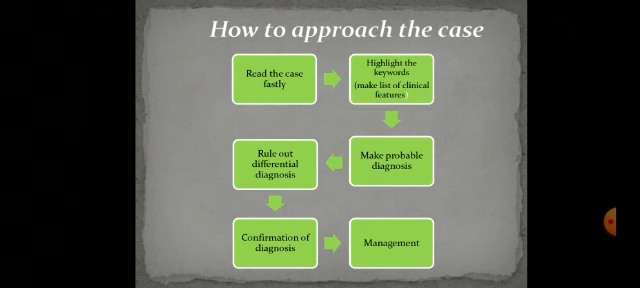 How to approach the case
Read the case
fastly
Highlight the
keywords
(make list of clinical
features)
Make probable
diagnosis
Rule out
differential
diagnosis
Confirmation of
diagnosis
Management